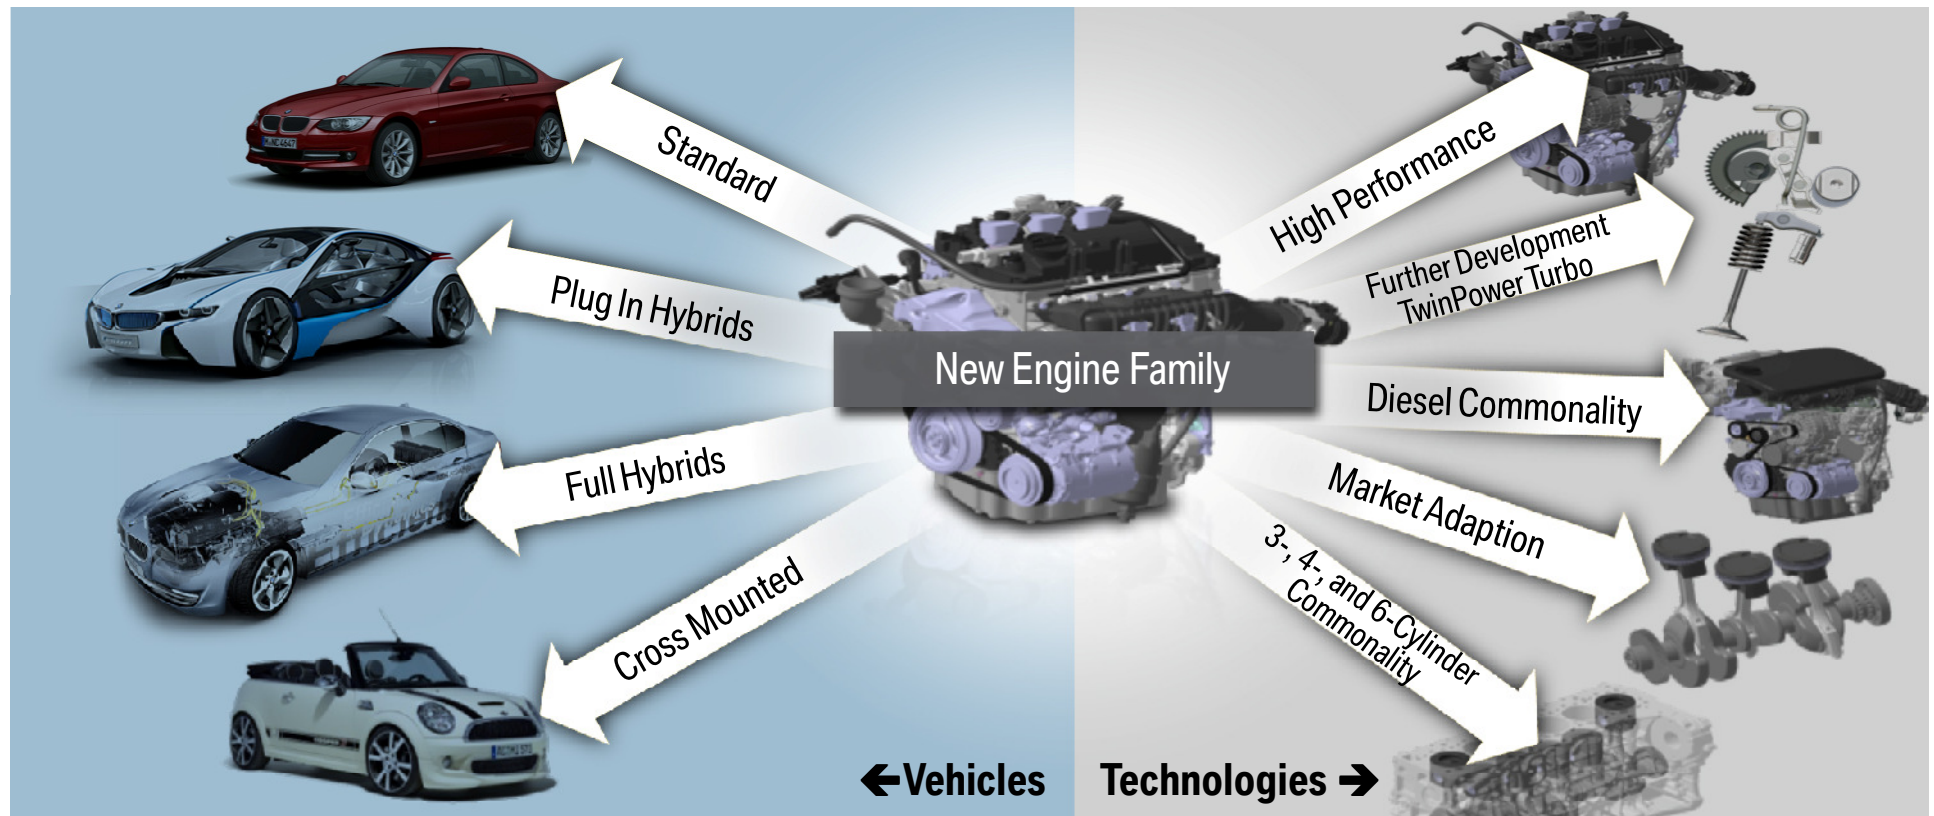 Standard
Plug In Hybrids
Full Hybrids
Cross Mounted
New Engine Family
High Performance
Further Development
TwinPower Turbo
Diesel Commonality
Market Adaption
3-, 4-, and 6-Cylinder
Commonality
←Vehicles
Technologies →